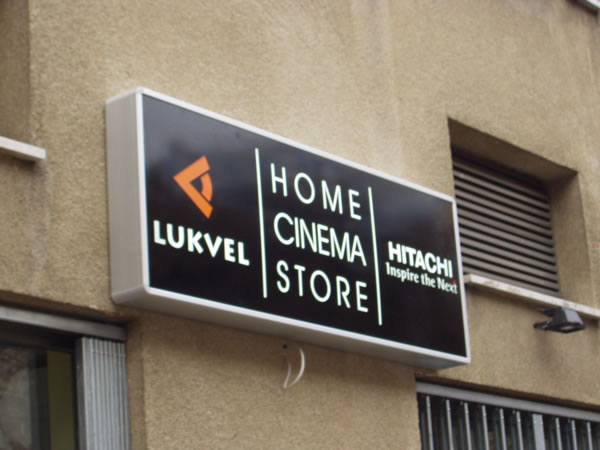 LUKVEL
HOME
CINEMA
STORE
HITACHI
Inspire the Next